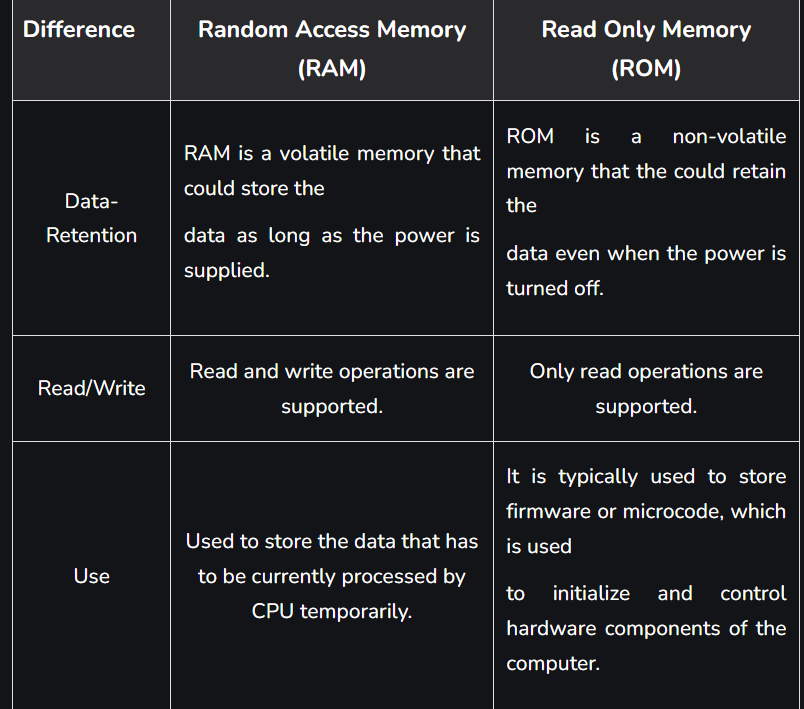 Difference
Random Access Memory
(RAM)
Read Only Memory
(ROM)
Data-
Retention
RAM is a volatile memory that
could store the
data as long as the power is
supplied.
ROM is a non-volatile
memory that the could retain
the
data even when the power is
turned off.
Read/Write
Read and write operations are
supported.
Only read operations are
supported.
Use
Used to store the data that has
to be currently processed by
CPU temporarily.
It is typically used to store
firmware or microcode, which
is used
to initialize and control
hardware components of the
computer.